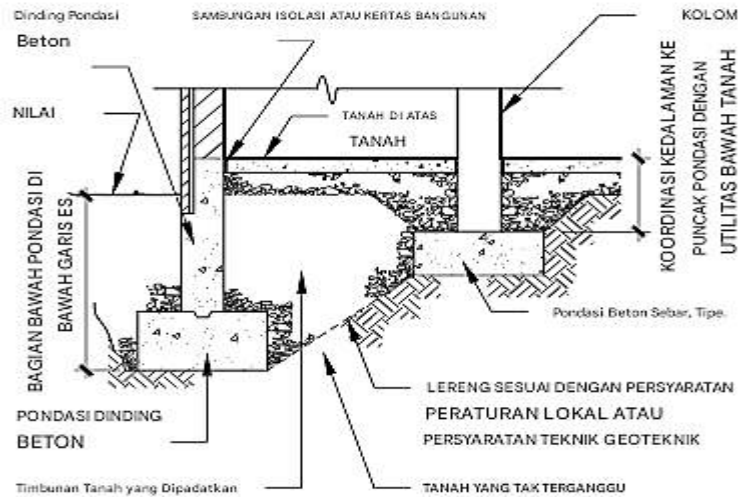 Dinding Pondasi
Beton
SAMBUNGAN ISOLASI ATAU KERTAS BANGUNAN
KOLOM
NILAI
TANAH DI ATAS
TANAH
KOORDINASI KEDALAMAN KE
PUNCAK PONDASI DENGAN
UTILITAS BAWAH TANAH
BAGIAN BAWAH PONDASI DI
BAWAH GARIS ES
Pondasi Beton Sebar, Tipe.
LERENG SESUAI DENGAN PERSYARATAN
PERATURAN LOKAL ATAU
PERSYARATAN TEKNIK GEOTEKNIK
PONDASI DINDING
BETON
Timbunan Tanah yang Dipadatkan
TANAH YANG TAK TERGANGGU